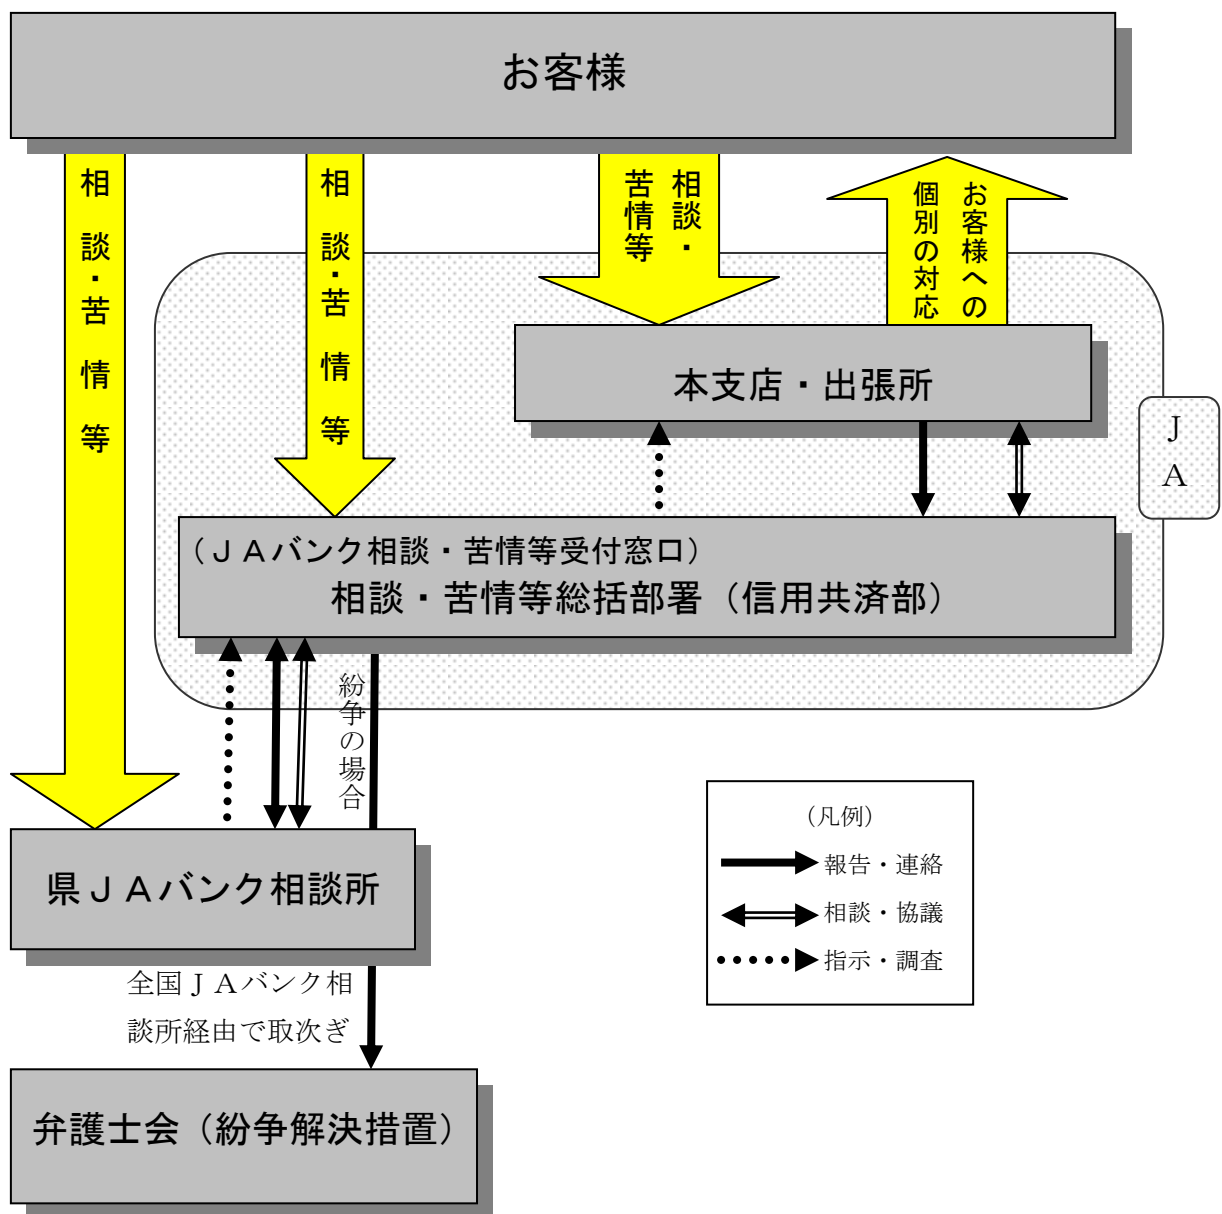 お客様
相談・苦情等
相談・苦情等
相談・
苦情等
お客様への
個別の対応
本支店・出張所
ＪＡ
（ＪＡバンク相談・苦情等受付窓口）
相談・苦情等総括部署（信用共済部）
紛争の場合
県ＪＡバンク相談所
（凡例）
報告・連絡
相談・協議
指示・調査
全国ＪＡバンク相
談所経由で取次ぎ
弁護士会（紛争解決措置）